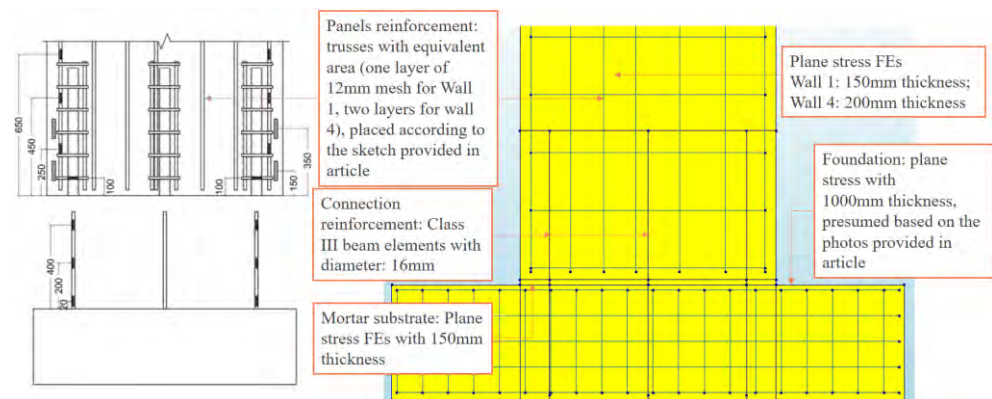 Panels reinforcement:
trusses with equivalent
area (one layer of
12mm mesh for Wall
1, two layers for wall
4), placed according to
the sketch provided in
article
Connection
reinforcement: Class
III beam elements with
diameter: 16mm
Mortar substrate: Plane
stress FEs with 150mm
thickness
Plane stress FEs
Wall 1: 150mm thickness;
Wall 4: 200mm thickness
Foundation: plane
stress with
1000mm thickness,
presumed based on the
photos provided in
article
650
450
250
100
100
150
350
400
200
20